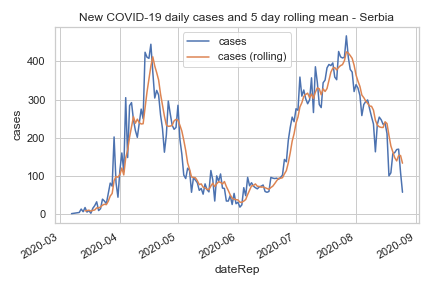 New COVID-19 daily cases and 5 day rolling mean - Serbia
cases
cases (rolling)
400
300
200
100
0
cases
2020-03
2020-04
2020-05
2020-06
2020-07
2020-08
2020-09
dateRep